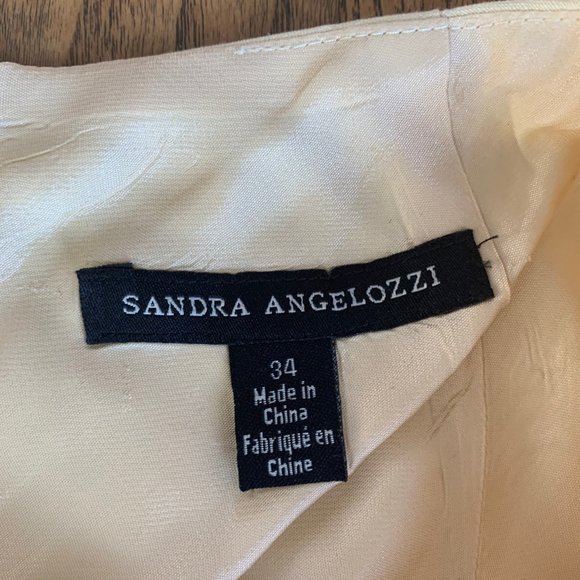 SANDRA ANGELOZZI
34
Made in
China
Fabriqué en
Chine